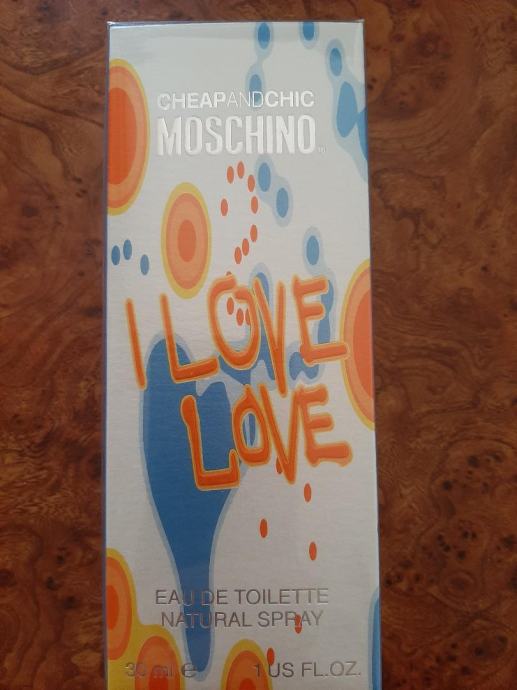 CHEAPANDCHIC
MOSCHINO
I LOVE
LOVE
EAU DE TOILETTE
NATURAL SPRAY
30 ml e 1 US FL.OZ.